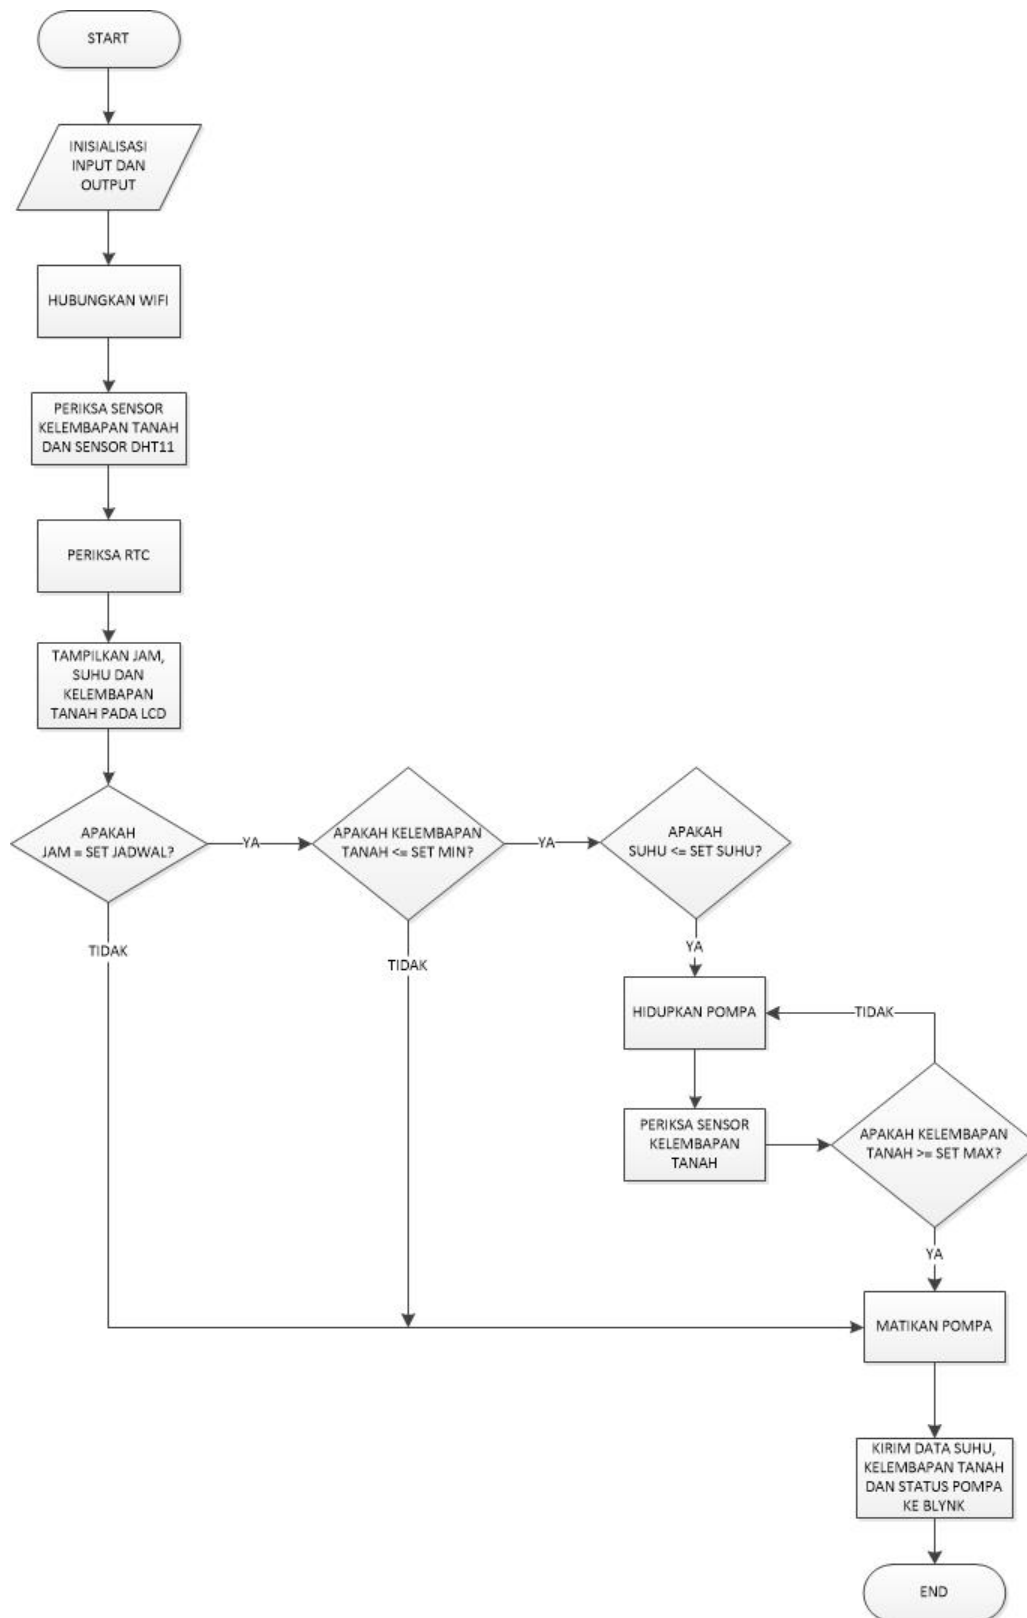 START
INISIALISASI
INPUT DAN
OUTPUT
HUBUNGKAN WIFI
PERIKSA SENSOR
KELEMBAPAN TANAH
DAN SENSOR DHT11
PERIKSA RTC
TAMPILKAN JAM,
SUHU DAN
KELEMBAPAN
TANAH PADA LCD
APAKAH
JAM = SET JADWAL?
YA
APAKAH KELEMBAPAN
TANAH <= SET MIN?
YA
APAKAH
SUHU <= SET SUHU?
TIDAK
TIDAK
YA
HIDUPKAN POMPA
TIDAK
PERIKSA SENSOR
KELEMBAPAN
TANAH
APAKAH KELEMBAPAN
TANAH >= SET MAX?
YA
MATIKAN POMPA
KIRIM DATA SUHU,
KELEMBAPAN TANAH
DAN STATUS POMPA
KE BLYNK
END